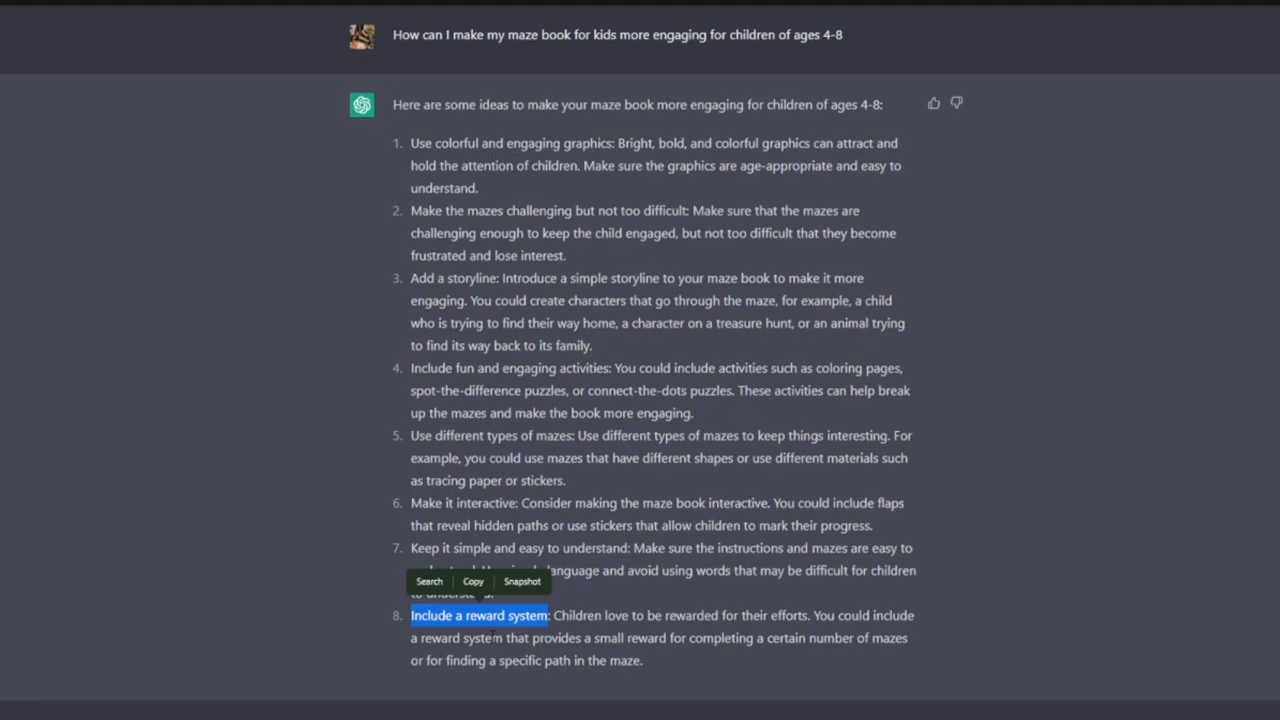 How can I make my maze book for kids more engaging for children of ages 4-8
Here are some ideas to make your maze book more engaging for children of ages 4-8:
1. Use colorful and engaging graphics: Bright, bold, and colorful graphics can attract and
hold the attention of children. Make sure the graphics are age-appropriate and easy to
understand.
2. Make the mazes challenging but not too difficult: Make sure that the mazes are
challenging enough to keep the child engaged, but not too difficult that they become
frustrated and lose interest.
3. Add a storyline: Introduce a simple storyline to your maze book to make it more
engaging. You could create characters that go through the maze, for example, a child
who is trying to find their way home, a character on a treasure hunt, or an animal trying
to find its way back to its family.
4. Include fun and engaging activities: You could include activities such as coloring pages,
spot-the-difference puzzles, or connect-the-dots puzzles. These activities can help break
up the mazes and make the book more engaging.
5. Use different types of mazes: Use different types of mazes to keep things interesting. For
example, you could use mazes that have different shapes or use different materials such
as tracing paper or stickers.
6. Make it interactive: Consider making the maze book interactive. You could include flaps
that reveal hidden paths or use stickers that allow children to mark their progress.
7. Keep it simple and easy to understand: Make sure the instructions and mazes are easy to
language and avoid using words that may be difficult for children
Search Copy Snapshot
8. Include a reward system: Children love to be rewarded for their efforts. You could include
a reward system that provides a small reward for completing a certain number of mazes
or for finding a specific path in the maze.